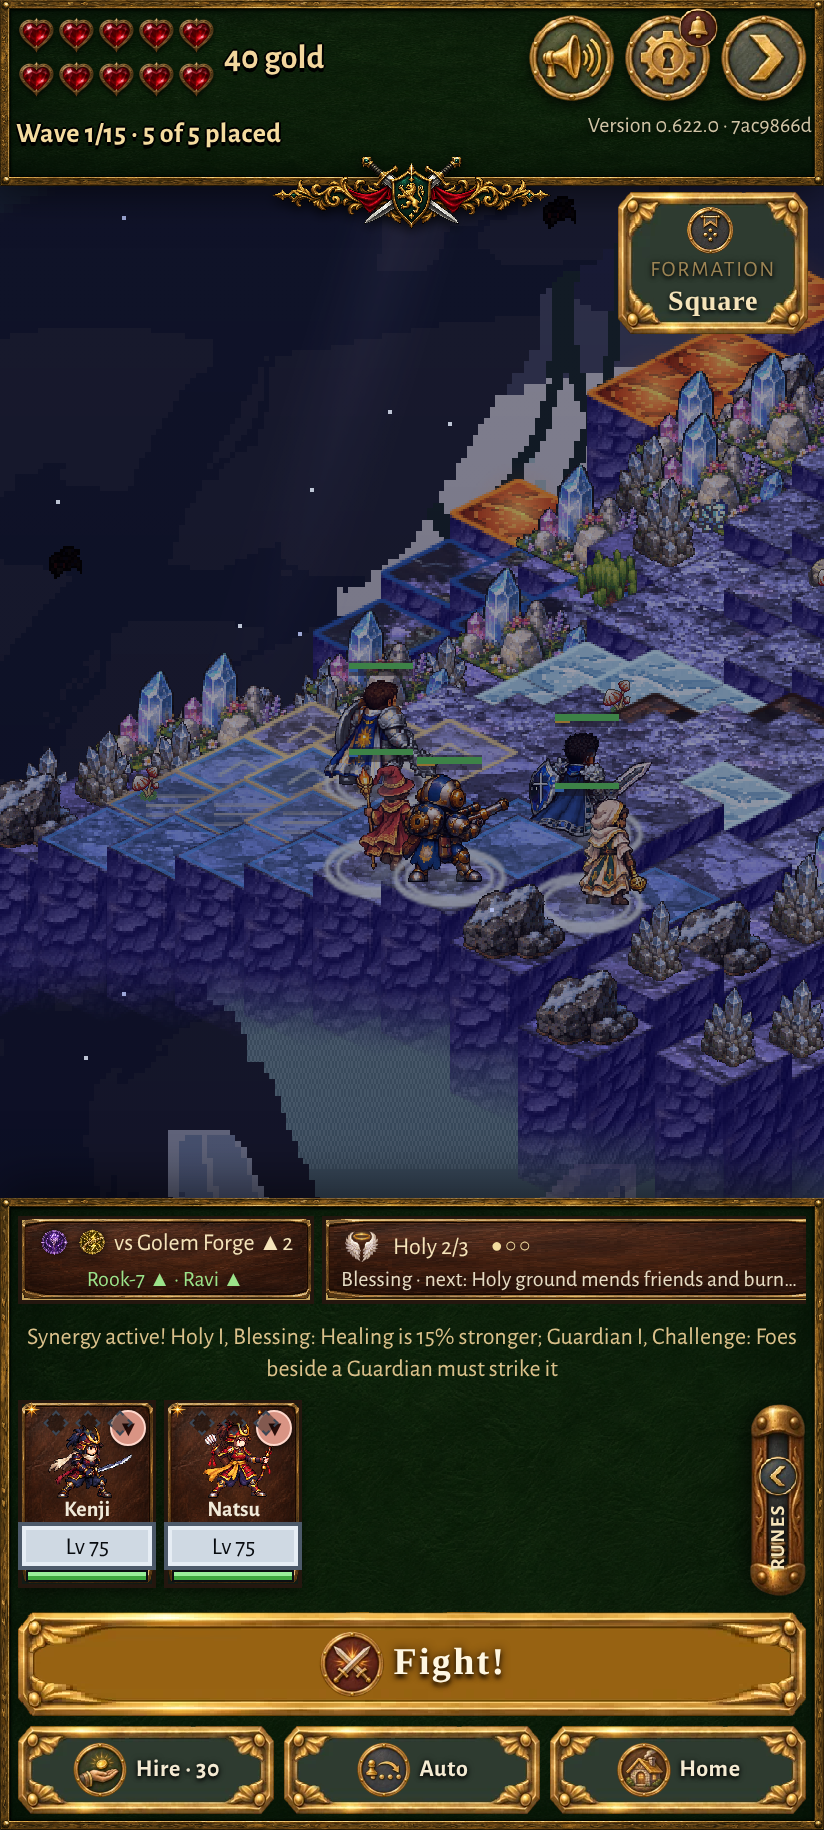 40 gold
Wave 1/15 · 5 of 5 placed
Version 0.622.0 · 7ac9866d
FORMATION
Square
vs Golem Forge ▲2
Rook-7 ▲ · Ravi ▲
Holy 2/3 ●○○
Blessing · next: Holy ground mends friends and burn...
Synergy active! Holy I, Blessing: Healing is 15% stronger; Guardian I, Challenge: Foes
beside a Guardian must strike it
Kenji
Lv 75
Natsu
Lv 75
RUNES
Fight!
Hire · 30
Auto
Home